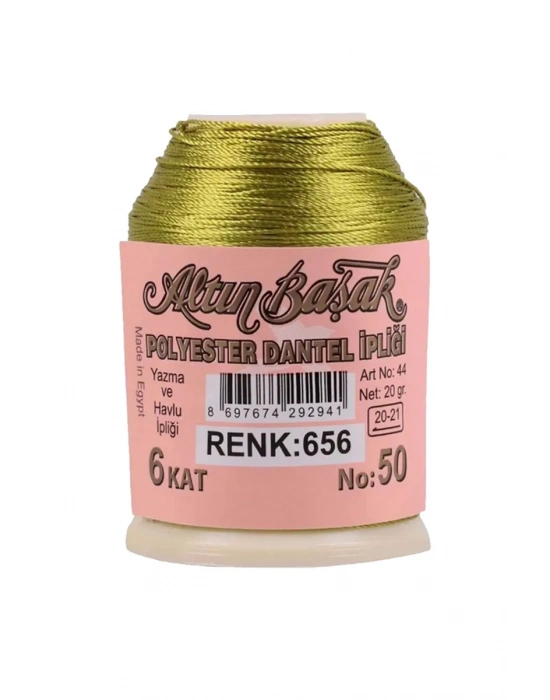 Altın Başak®
POLYESTER DANTEL İPLİĞİ
Made in Egypt
Yazma
ve
Havlu
İpliği
8 697674 292941
Art No: 44
Net: 20 gr.
20-21
RENK:656
6 KAT
No:50